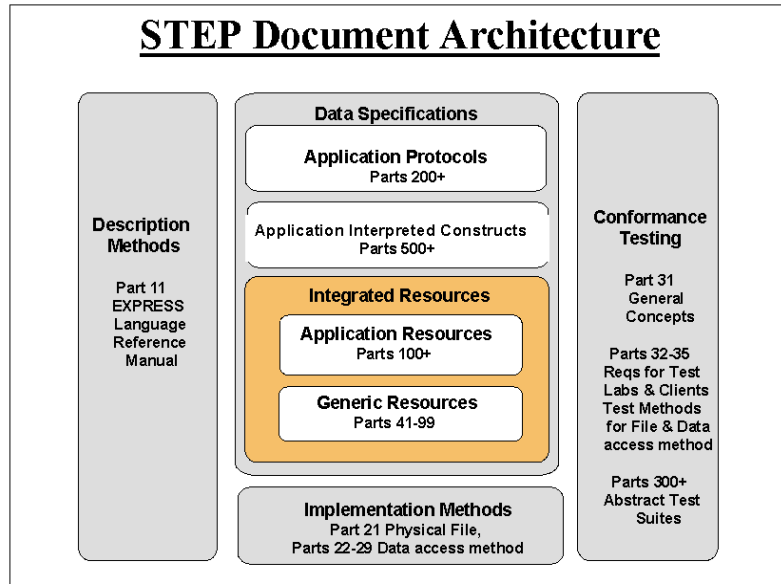 STEP Document Architecture
Description
Methods
Part 11
EXPRESS
Language
Reference
Manual
Data Specifications
Application Protocols
Parts 200+
Application Interpreted Constructs
Parts 500+
Integrated Resources
Application Resources
Parts 100+
Generic Resources
Parts 41-99
Implementation Methods
Part 21 Physical File,
Parts 22-29 Data access method
Conformance
Testing
Part 31
General
Concepts
Parts 32-35
Reqs for Test
Labs & Clients
Test Methods
for File & Data
access method
Parts 300+
Abstract Test
Suites